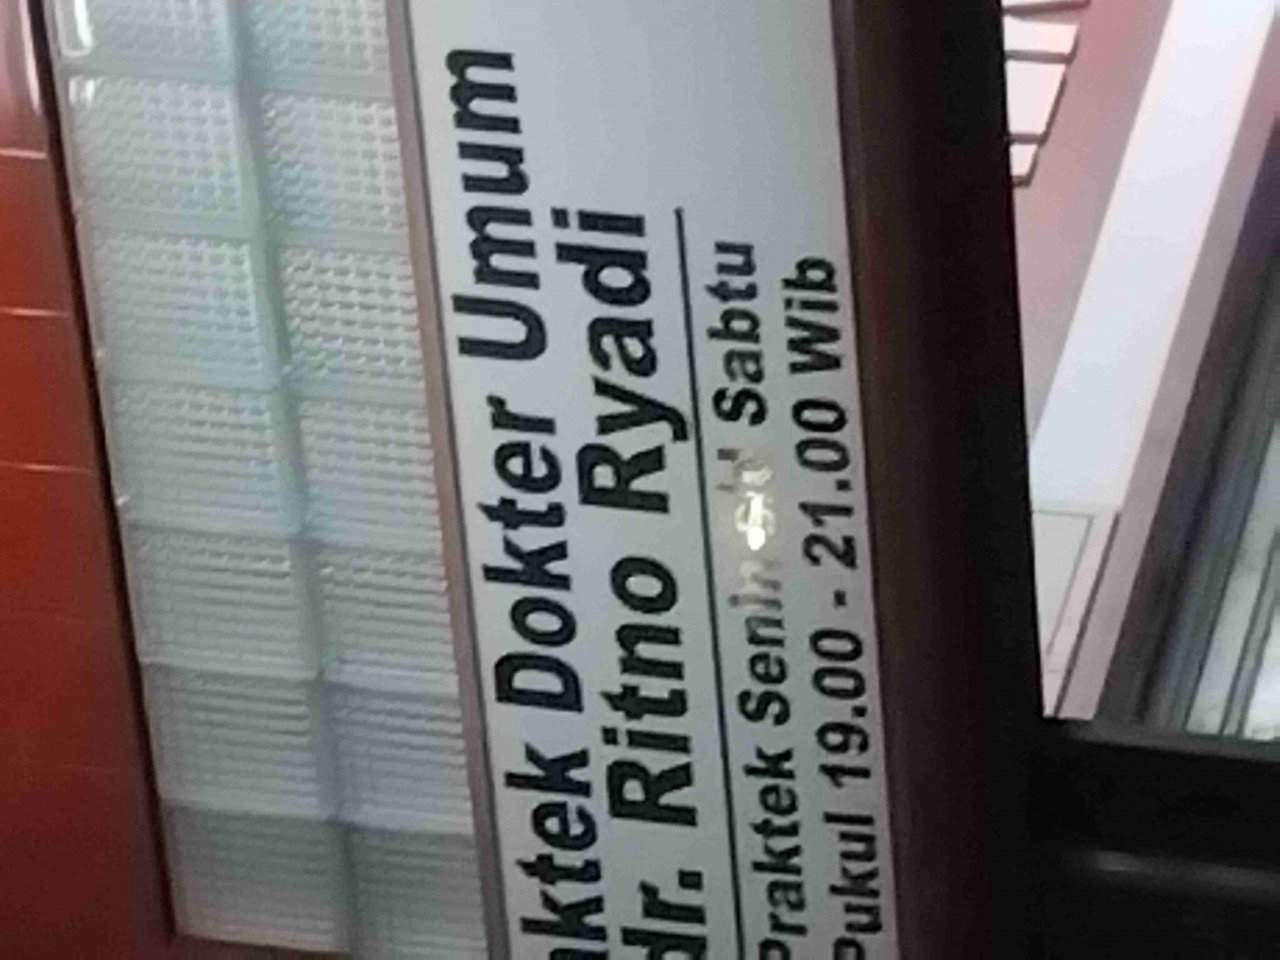 aktek Dokter Umum
dr. Ritno Ryadi
Praktek Senin Sabtu
Pukul 19.00 - 21.00 Wib